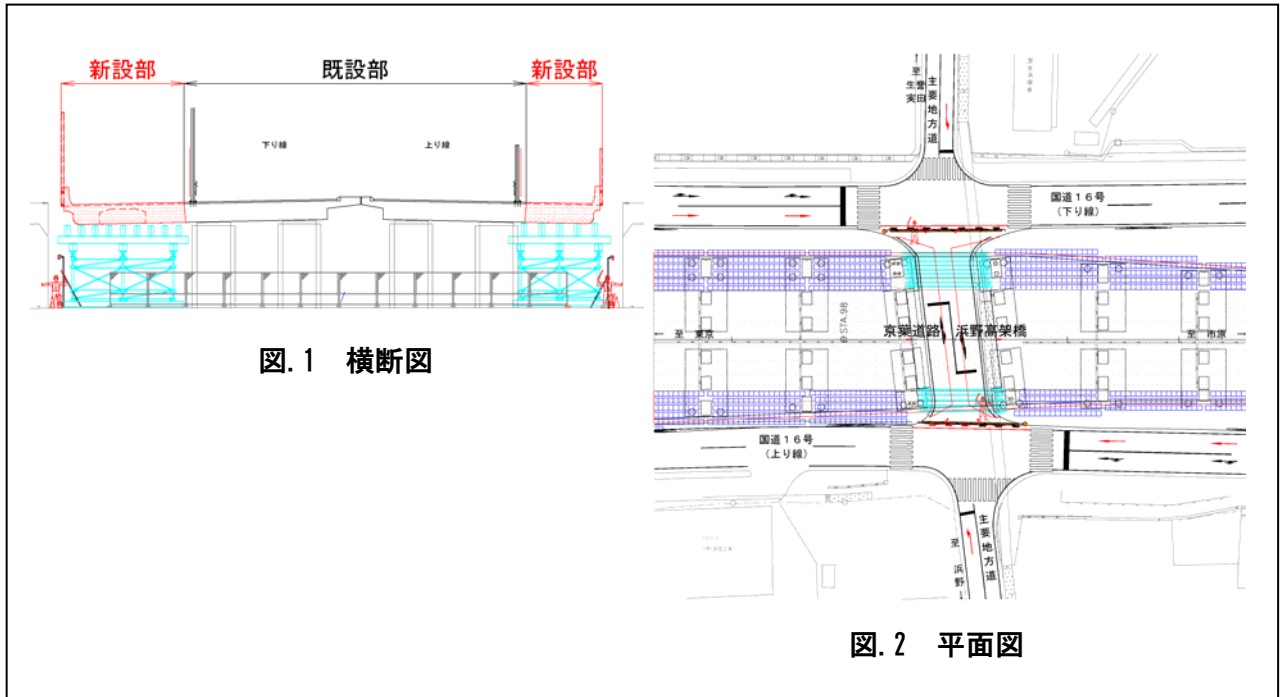 新設部
既設部
新設部
下り線
上り線
図.1 横断図
至 誉田
生実
主要地方道
国道16号
(下り線)
STA.98
京葉道路 浜野高架橋
至 東京
至 市原
国道16号
(上り線)
主要地方道
至 浜野
図.2 平面図